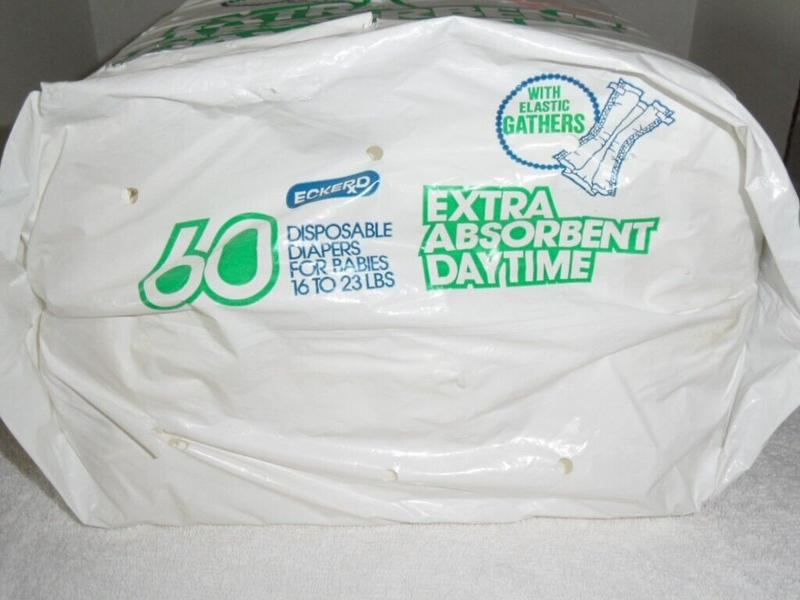 WITH
ELASTIC
GATHERS
ECKERD
60
DISPOSABLE
DIAPERS
FOR BABIES
16 TO 23 LBS
EXTRA
ABSORBENT
DAYTIME